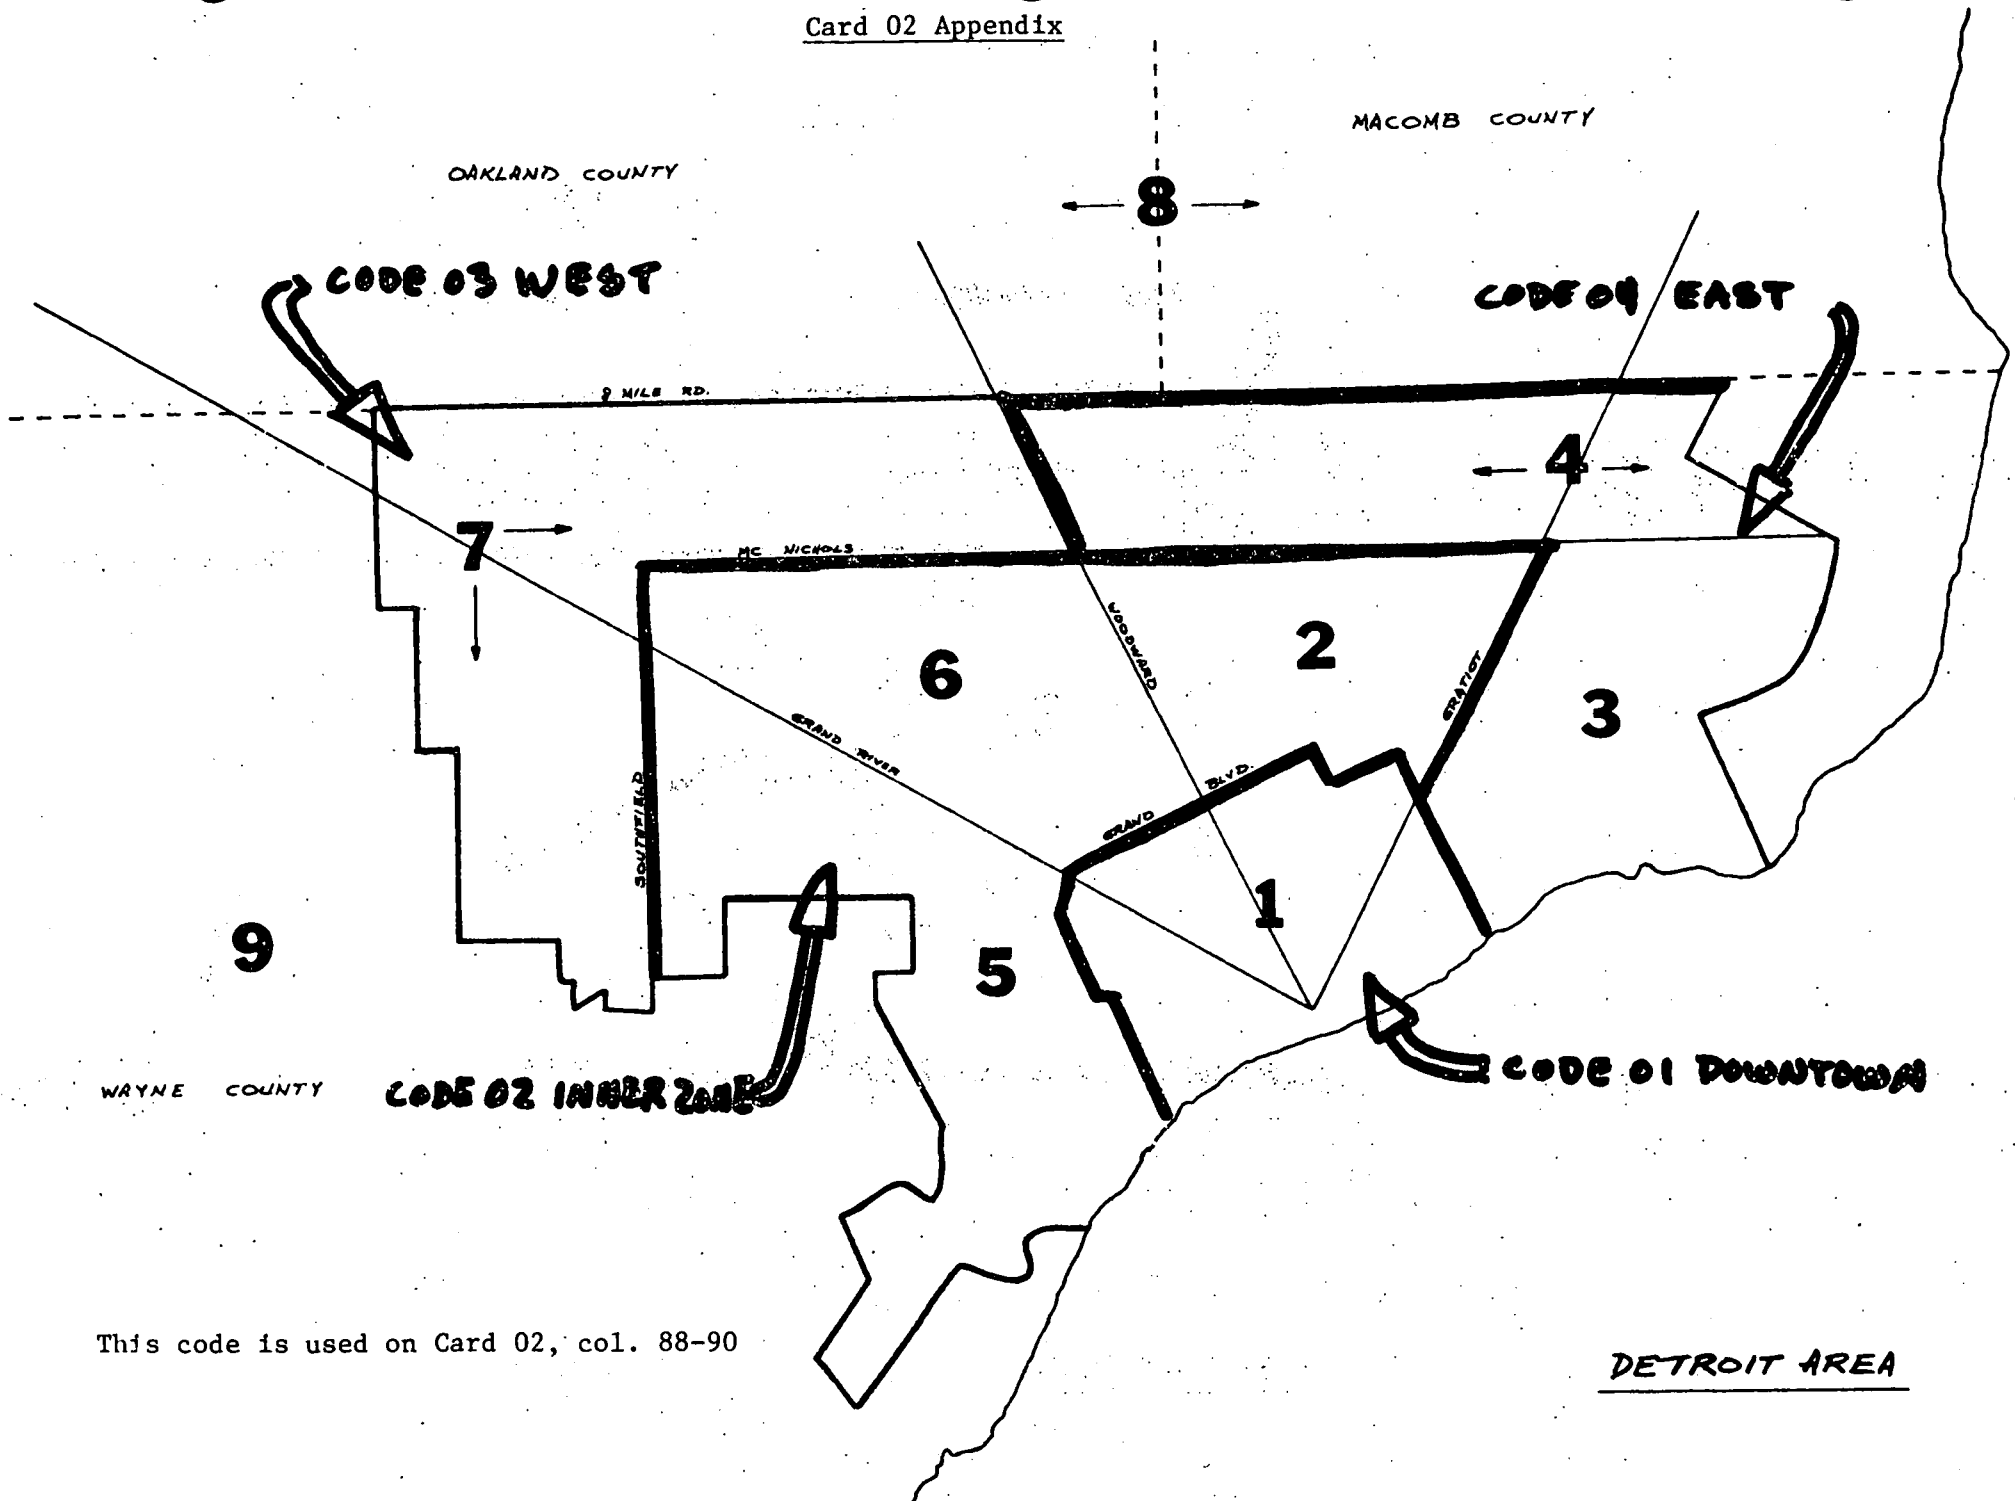 Card 02 Appendix
MACOMB COUNTY
OAKLAND COUNTY
8
CODE 03 WEST
CODE 04 EAST
8 MILE RD.
4
7
MC NICHOLS
WOODWARD
2
6
GRATIOT
3
GRAND RIVER
SOUTHFIELD
GRAND BLVD.
1
9
5
WAYNE COUNTY
CODE 02 INNER ZONE
CODE 01 DOWNTOWN
This code is used on Card 02, col. 88-90
DETROIT AREA